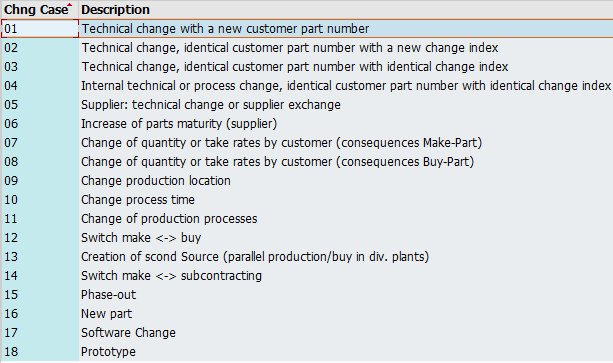 Chng Case Description
01 Technical change with a new customer part number
02 Technical change, identical customer part number with a new change index
03 Technical change, identical customer part number with identical change index
04 Internal technical or process change, identical customer part number with identical change index
05 Supplier: technical change or supplier exchange
06 Increase of parts maturity (supplier)
07 Change of quantity or take rates by customer (consequences Make-Part)
08 Change of quantity or take rates by customer (consequences Buy-Part)
09 Change production location
10 Change process time
11 Change of production processes
12 Switch make <-> buy
13 Creation of scond Source (parallel production/buy in div. plants)
14 Switch make <-> subcontracting
15 Phase-out
16 New part
17 Software Change
18 Prototype